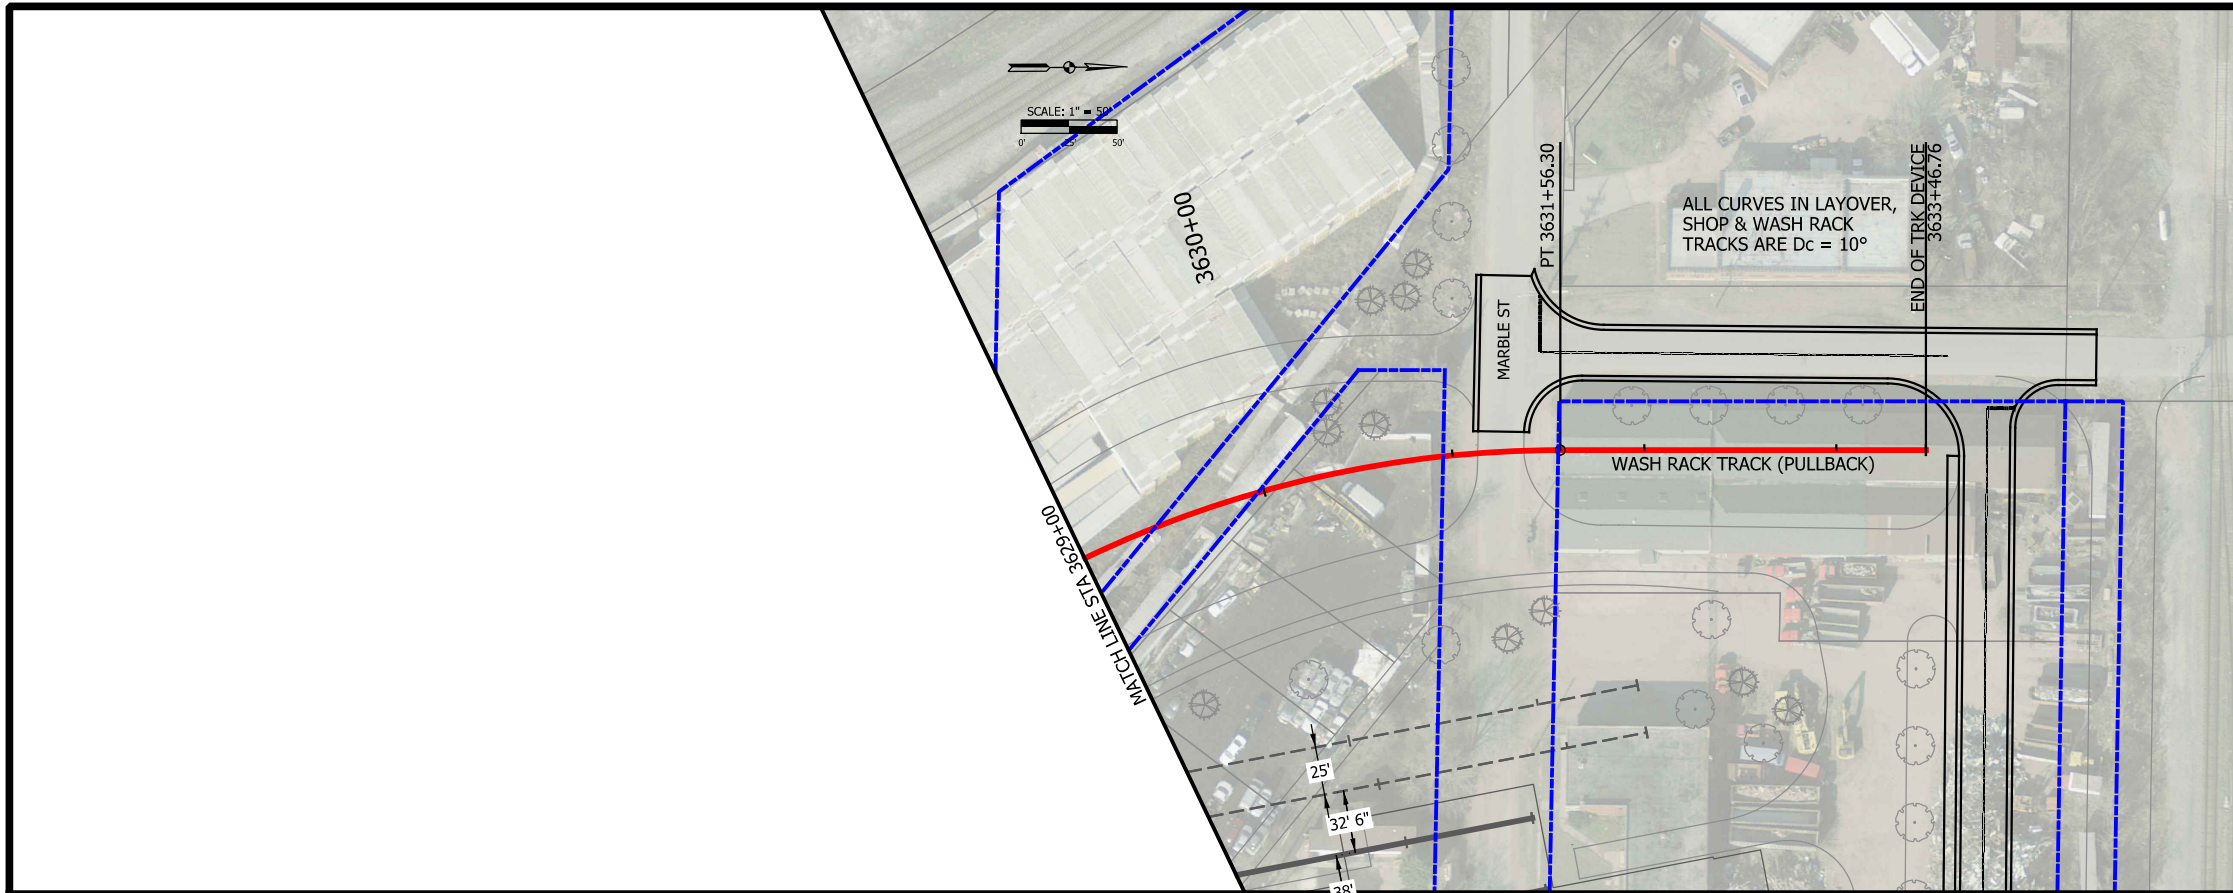 SCALE: 1" = 50'
0' 25' 50'
3630+00
PT 3631+56.30
END OF TRK DEVICE
3633+46.76
ALL CURVES IN LAYOVER,
SHOP & WASH RACK
TRACKS ARE Dc = 10°
MARBLE ST
WASH RACK TRACK (PULLBACK)
MATCH LINE STA 3629+00
25'
32' 6"
38'